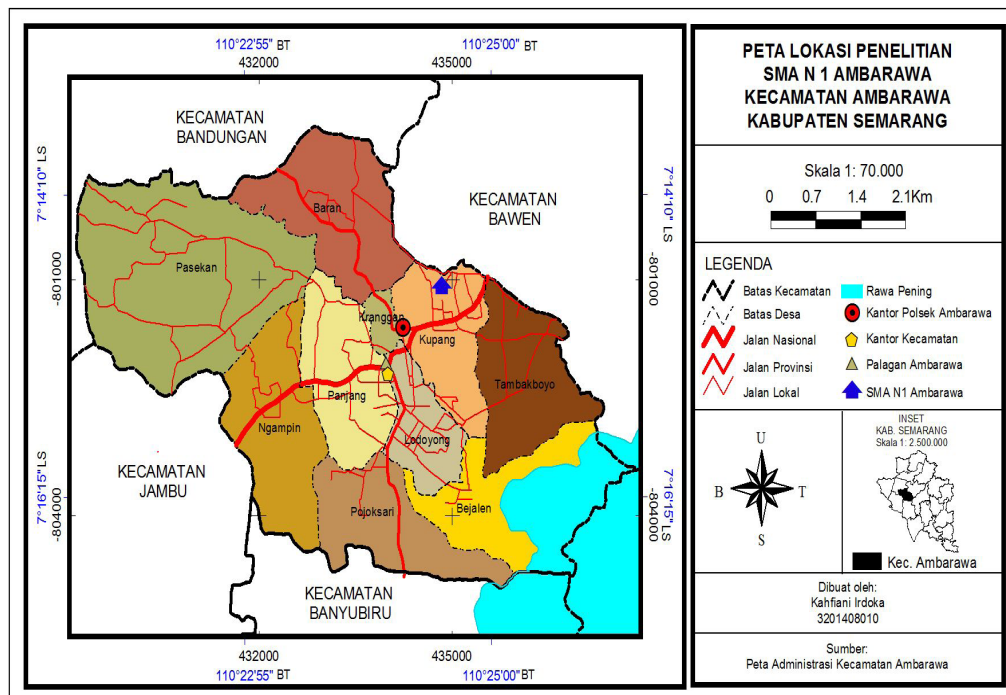 110°22'55" BT
110°25'00" BT
432000
435000
KECAMATAN
BANDUNGAN
7°14'10" LS
7°14'10" LS
KECAMATAN
BAWEN
Baran
Pasekan
-801000
-801000
Kranggan
Kupang
Tambakboyo
Panjang
Ngampin
Lodoyong
KECAMATAN
JAMBU
7°16'15" LS
7°16'15" LS
-804000
-804000
Pojoksari
Bejalen
KECAMATAN
BANYUBIRU
432000
435000
110°22'55" BT
110°25'00" BT
PETA LOKASI PENELITIAN
SMA N 1 AMBARAWA
KECAMATAN AMBARAWA
KABUPATEN SEMARANG
Skala 1: 70.000
0 0.7 1.4 2.1Km
LEGENDA
Batas Kecamatan
Batas Desa
Jalan Nasional
Jalan Provinsi
Jalan Lokal
Rawa Pening
Kantor Polsek Ambarawa
Kantor Kecamatan
Palagan Ambarawa
SMA N1 Ambarawa
U
B T
S
INSET
KAB. SEMARANG
Skala 1: 2.500.000
Kec. Ambarawa
Dibuat oleh:
Kahfiani Irdoka
3201408010
Sumber:
Peta Administrasi Kecamatan Ambarawa